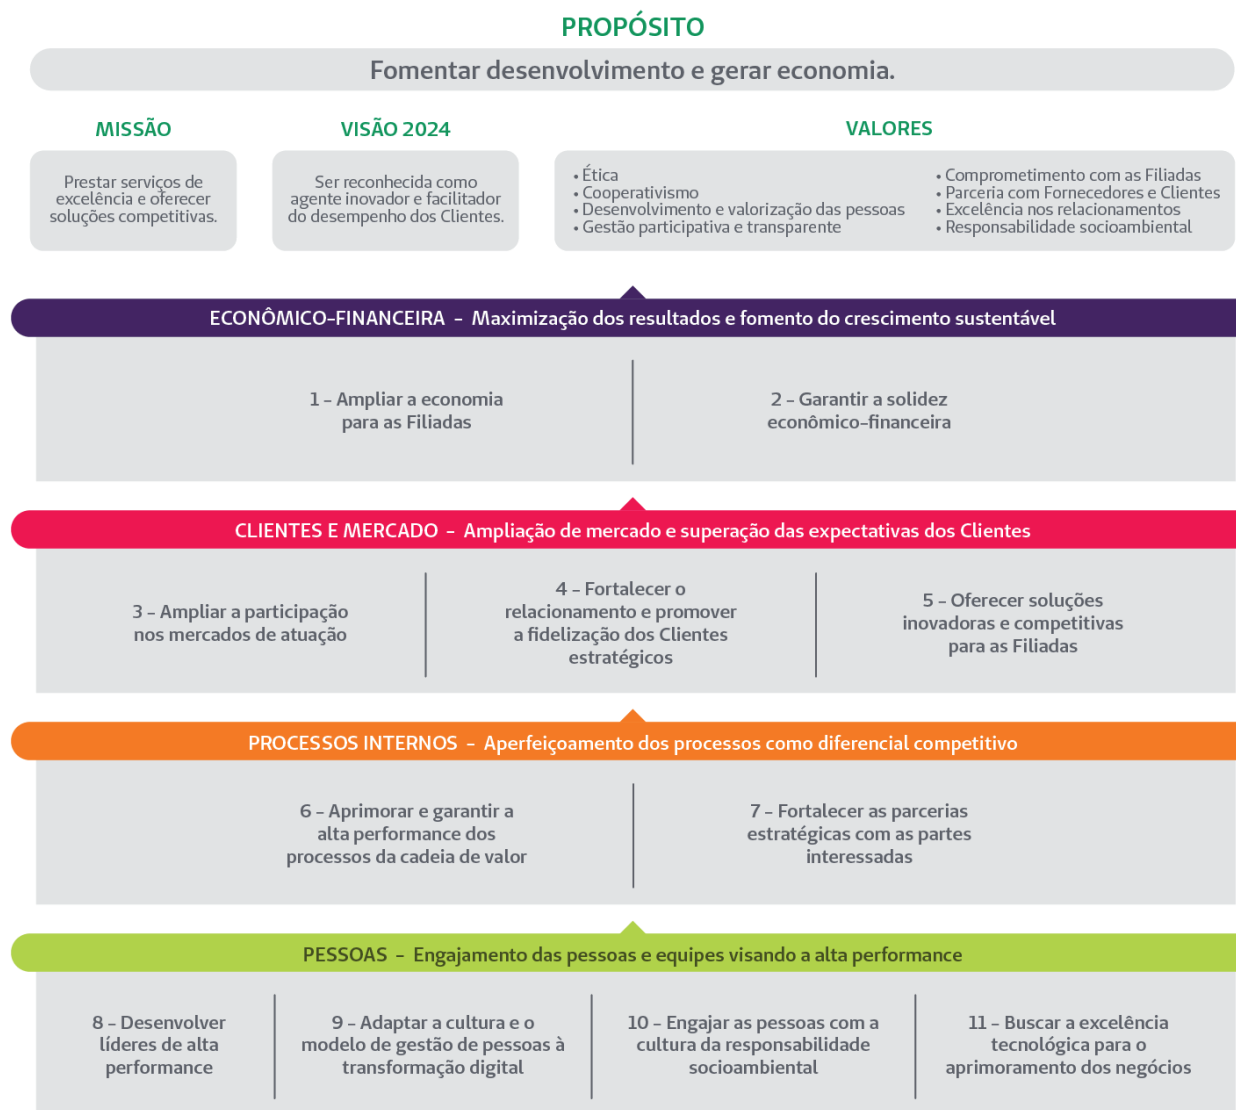 PROPÓSITO
Fomentar desenvolvimento e gerar economia.
MISSÃO
Prestar serviços de
excelência e oferecer
soluções competitivas.
VISÃO 2024
Ser reconhecida como
agente inovador e facilitador
do desempenho dos Clientes.
VALORES
• Ética
• Cooperativismo
• Desenvolvimento e valorização das pessoas
• Gestão participativa e transparente
• Comprometimento com as Filiadas
• Parceria com Fornecedores e Clientes
• Excelência nos relacionamentos
• Responsabilidade socioambiental
ECONÔMICO-FINANCEIRA - Maximização dos resultados e fomento do crescimento sustentável
1 - Ampliar a economia
para as Filiadas
2 - Garantir a solidez
econômico-financeira
CLIENTES E MERCADO - Ampliação de mercado e superação das expectativas dos Clientes
3 - Ampliar a participação
nos mercados de atuação
4 - Fortalecer o
relacionamento e promover
a fidelização dos Clientes
estratégicos
5 - Oferecer soluções
inovadoras e competitivas
para as Filiadas
PROCESSOS INTERNOS - Aperfeiçoamento dos processos como diferencial competitivo
6 - Aprimorar e garantir a
alta performance dos
processos da cadeia de valor
7 - Fortalecer as parcerias
estratégicas com as partes
interessadas
PESSOAS - Engajamento das pessoas e equipes visando a alta performance
8 - Desenvolver
líderes de alta
performance
9 - Adaptar a cultura e o
modelo de gestão de pessoas à
transformação digital
10 - Engajar as pessoas com a
cultura da responsabilidade
socioambiental
11 - Buscar a excelência
tecnológica para o
aprimoramento dos negócios